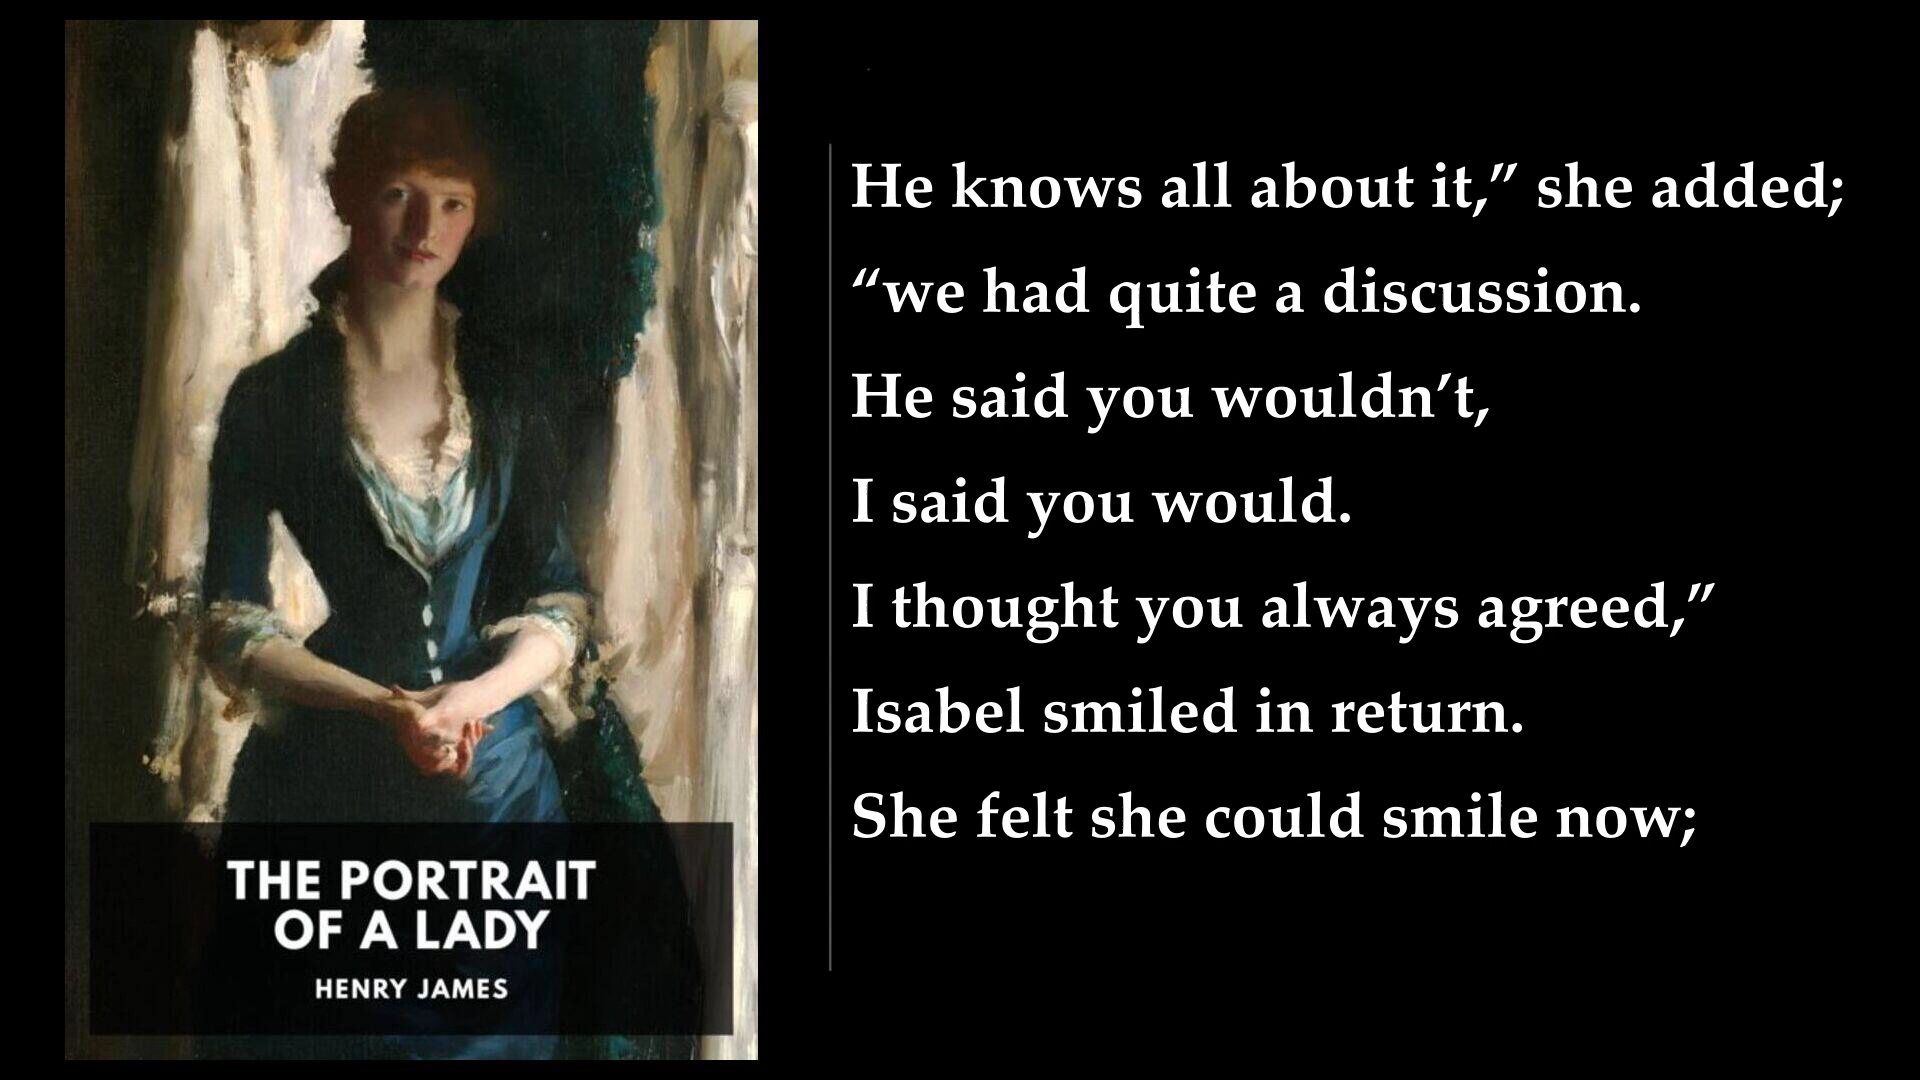 THE PORTRAIT
OF A LADY
HENRY JAMES
He knows all about it,” she added;
“we had quite a discussion.
He said you wouldn’t,
I said you would.
I thought you always agreed,”
Isabel smiled in return.
She felt she could smile now;